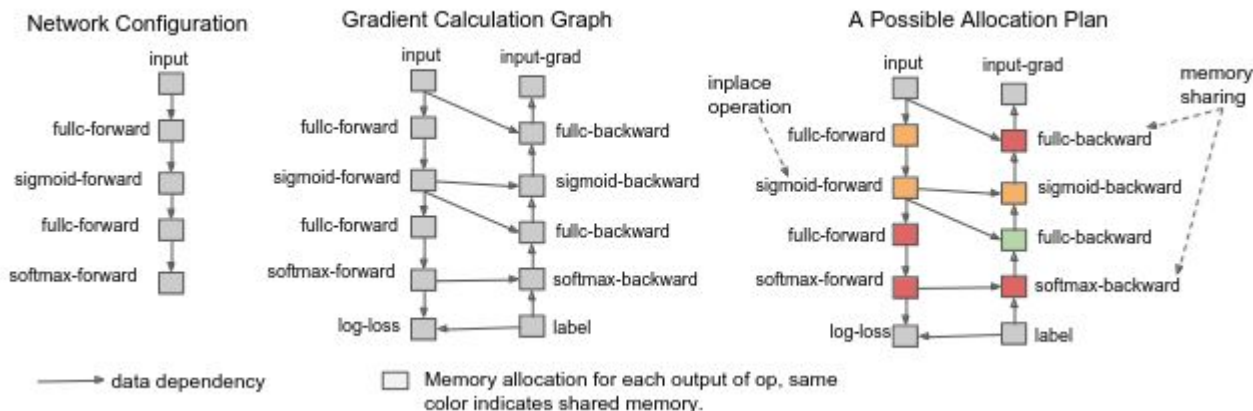 Network Configuration
input
fullc-forward
sigmoid-forward
fullc-forward
softmax-forward
Gradient Calculation Graph
input
input-grad
fullc-forward
fullc-backward
sigmoid-forward
sigmoid-backward
fullc-forward
fullc-backward
softmax-forward
softmax-backward
log-loss
label
A Possible Allocation Plan
input
input-grad
inplace
operation
memory
sharing
fullc-forward
fullc-backward
sigmoid-forward
sigmoid-backward
fullc-forward
fullc-backward
softmax-forward
softmax-backward
log-loss
label
data dependency
Memory allocation for each output of op, same
color indicates shared memory.